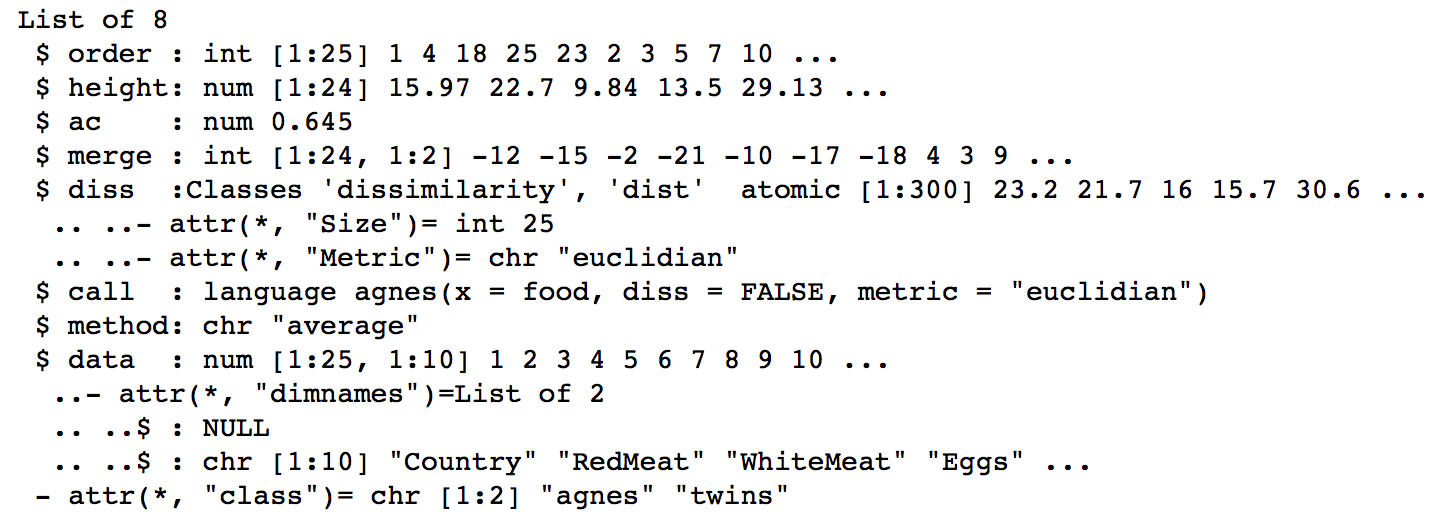 List of 8
 $ order : int [1:25] 1 4 18 25 23 2 3 5 7 10 ...
 $ height: num [1:24] 15.97 22.7 9.84 13.5 29.13 ...
 $ ac    : num 0.645
 $ merge : int [1:24, 1:2] -12 -15 -2 -21 -10 -17 -18 4 3 9 ...
 $ diss  :Classes 'dissimilarity', 'dist'  atomic [1:300] 23.2 21.7 16 15.7 30.6 ...
  .. ..- attr(*, "Size")= int 25
  .. ..- attr(*, "Metric")= chr "euclidian"
 $ call  : language agnes(x = food, diss = FALSE, metric = "euclidian")
 $ method: chr "average"
 $ data  : num [1:25, 1:10] 1 2 3 4 5 6 7 8 9 10 ...
  ..- attr(*, "dimnames")=List of 2
  .. ..$ : NULL
  .. ..$ : chr [1:10] "Country" "RedMeat" "WhiteMeat" "Eggs" ...
 - attr(*, "class")= chr [1:2] "agnes" "twins"